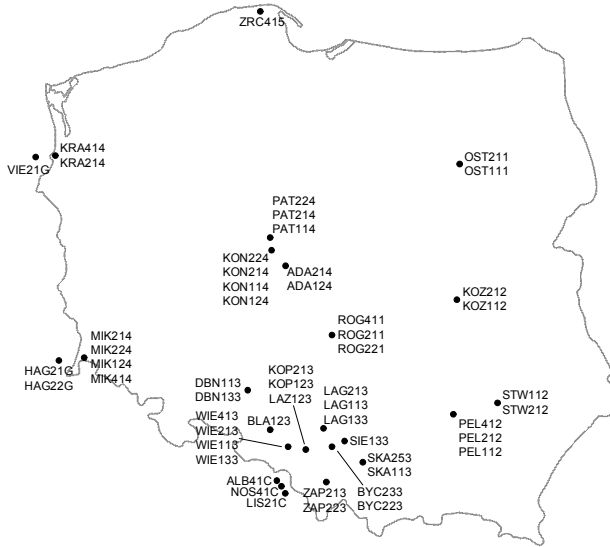 ZRC415
KRA414
KRA214
VIE21G
OST211
OST111
PAT224
PAT214
PAT114
KON224
KON214
KON114
KON124
ADA214
ADA124
KOZ212
KOZ112
ROG411
ROG211
ROG221
MIK214
MIK224
MIK124
MIK414
HAG21G
HAG22G
DBN113
DBN133
KOP213
KOP123
LAZ123
LAG213
LAG113
LAG133
STW112
STW212
WIE413
WIE213
WIE113
WIE133
BLA123
SIE133
PEL412
PEL212
PEL112
SKA253
SKA113
ALB41C
NOS41C
LIS21C
ZAP213
ZAP223
BYC233
BYC223